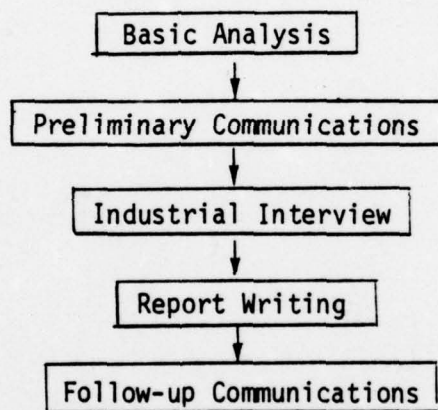 Basic Analysis
Preliminary Communications
Industrial Interview
Report Writing
Follow-up Communications